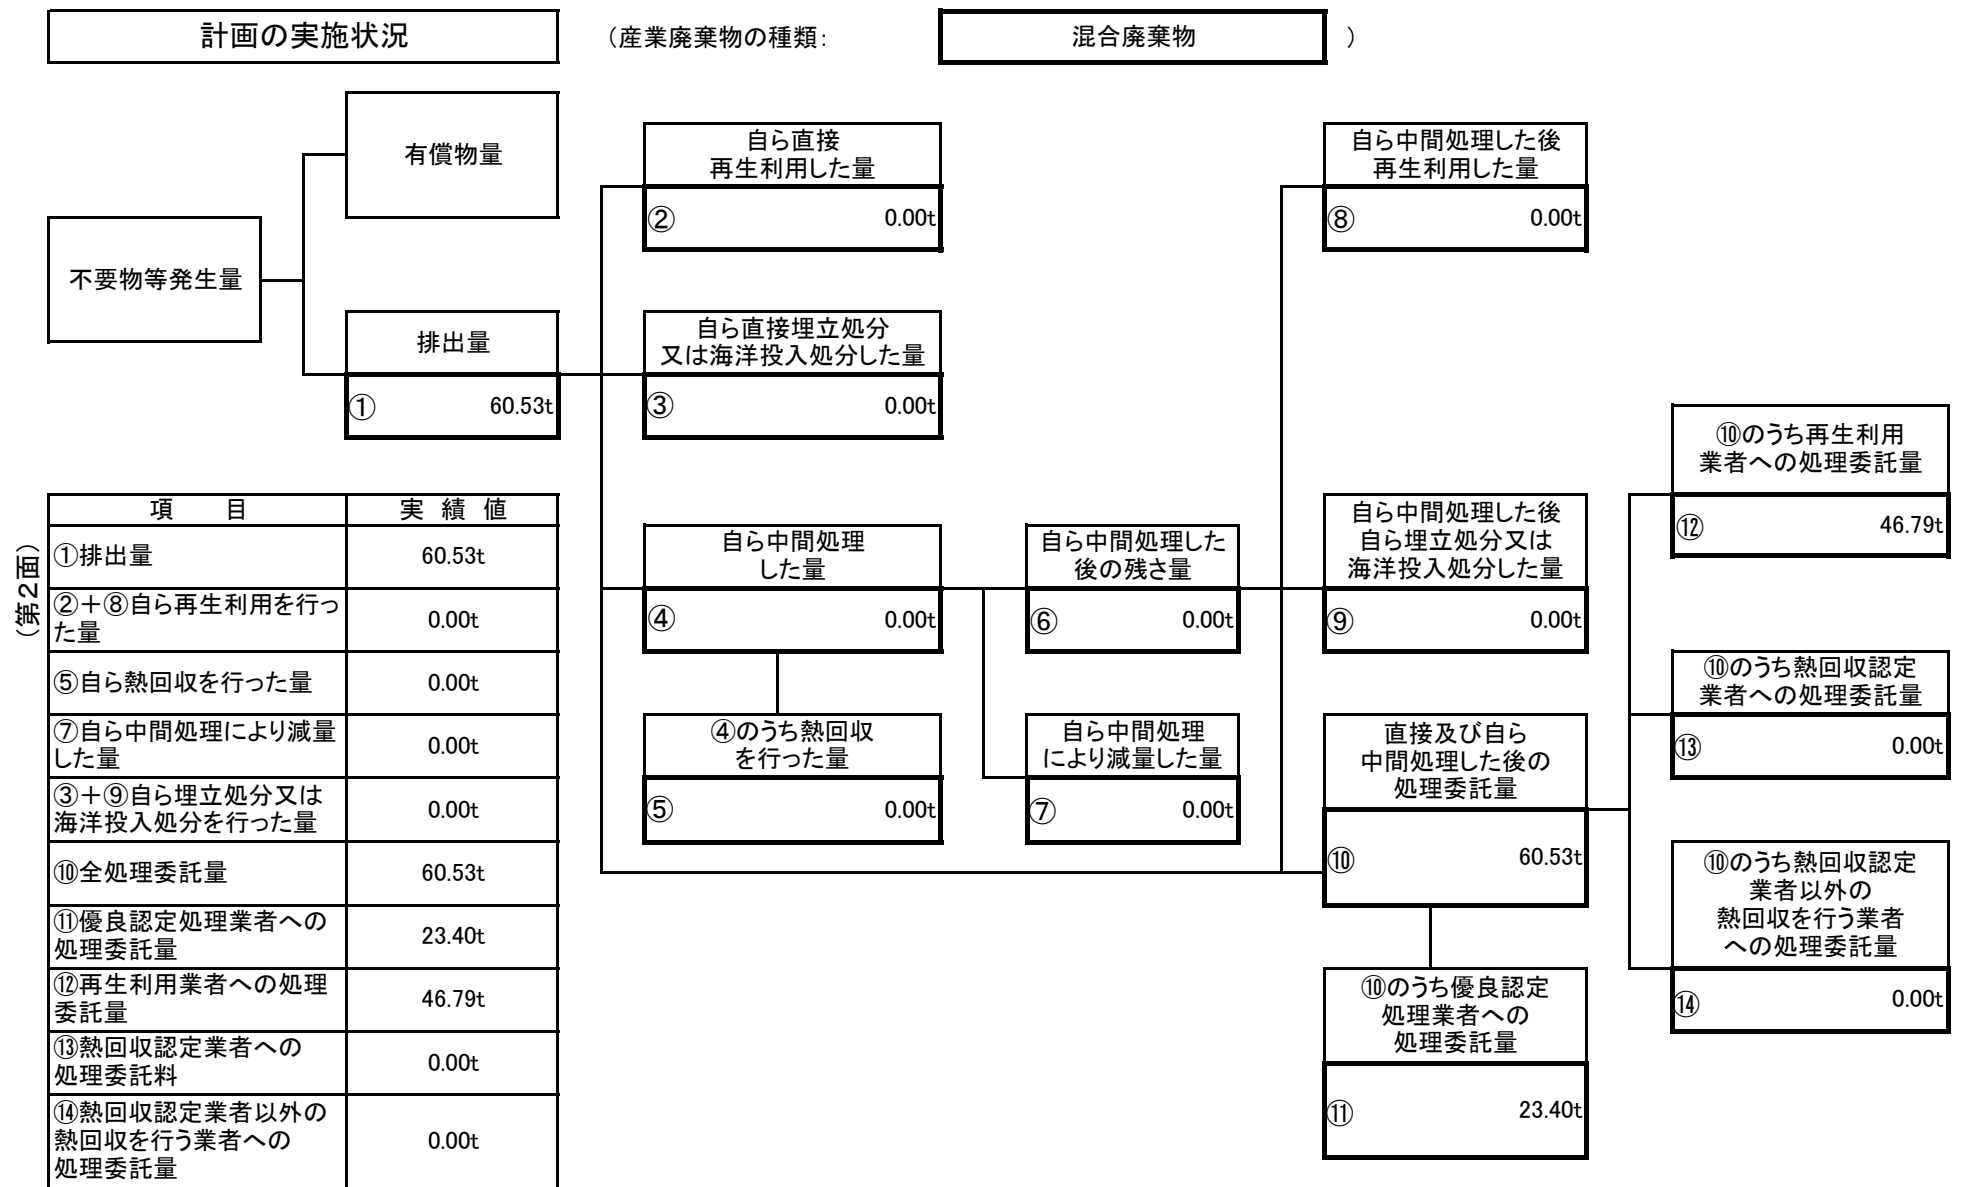 計画の実施状況
（産業廃棄物の種類：
混合廃棄物
）
有償物量
不要物等発生量
排出量
① 60.53t
自ら直接
再生利用した量
② 0.00t
自ら直接埋立処分
又は海洋投入処分した量
③ 0.00t
自ら中間処理
した量
④ 0.00t
④のうち熱回収
を行った量
⑤ 0.00t
自ら中間処理した
後の残さ量
⑥ 0.00t
自ら中間処理
により減量した量
⑦ 0.00t
自ら中間処理した後
再生利用した量
⑧ 0.00t
自ら中間処理した後
自ら埋立処分又は
海洋投入処分した量
⑨ 0.00t
直接及び自ら
中間処理した後の
処理委託量
⑩ 60.53t
⑩のうち優良認定
処理業者への
処理委託量
⑪ 23.40t
⑩のうち再生利用
業者への処理委託量
⑫ 46.79t
⑩のうち熱回収認定
業者への処理委託量
⑬ 0.00t
⑩のうち熱回収認定
業者以外の
熱回収を行う業者
への処理委託量
⑭ 0.00t
（第２面）
項　目 実 績 値
①排出量 60.53t
②＋⑧自ら再生利用を行っ
た量
0.00t
⑤自ら熱回収を行った量 0.00t
⑦自ら中間処理により減量
した量
0.00t
③＋⑨自ら埋立処分又は
海洋投入処分を行った量
0.00t
⑩全処理委託量 60.53t
⑪優良認定処理業者への
処理委託量
23.40t
⑫再生利用業者への処理
委託量
46.79t
⑬熱回収認定業者への
処理委託料
0.00t
⑭熱回収認定業者以外の
熱回収を行う業者への
処理委託量
0.00t